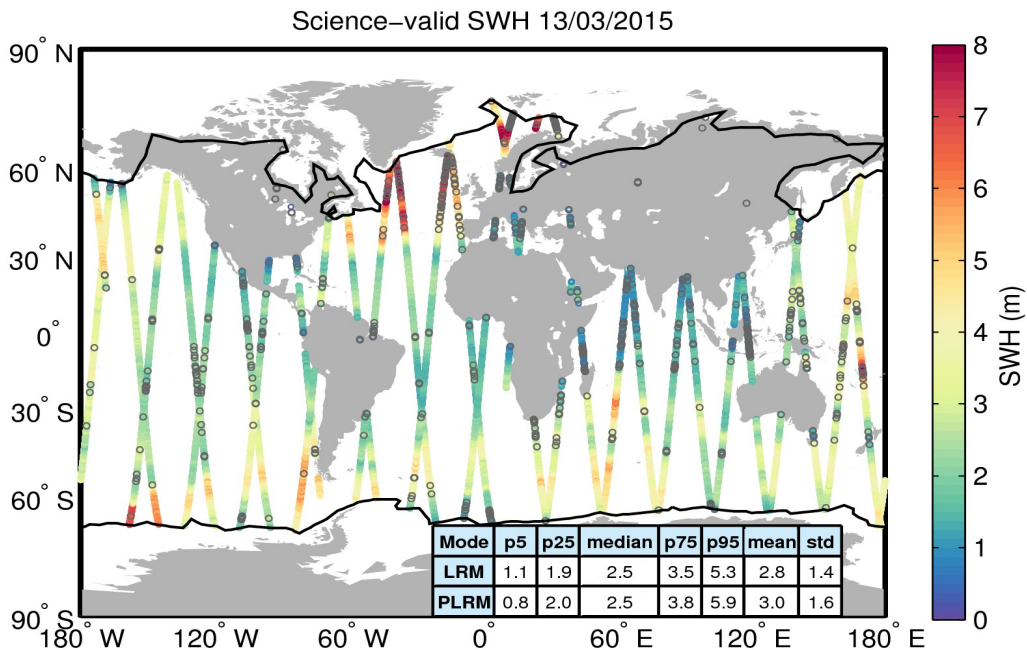 Science−valid SWH 13/03/2015
90° N
60° N
30° N
0°
30° S
60° S
90° S
180° W
120° W
60° W
0°
60° E
120° E
180° E
Mode p5 p25 median p75 p95 mean std
LRM 1.1 1.9 2.5 3.5 5.3 2.8 1.4
PLRM 0.8 2.0 2.5 3.8 5.9 3.0 1.6
8
7
6
5
4
3
2
1
0
SWH (m)